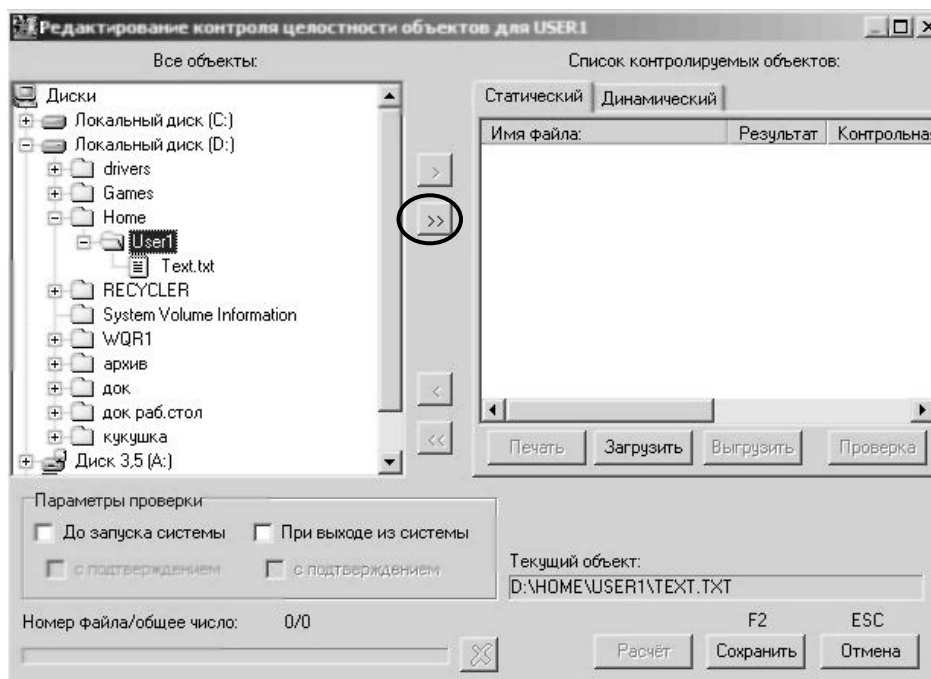 Редактирование контроля целостности объектов для USER1
Все объекты:
Список контролируемых объектов:
Диски
Локальный диск (C:)
Локальный диск (D:)
drivers
Games
Home
User1
Text.txt
RECYCLER
System Volume Information
WQR1
архив
док
док раб.стол
кукушка
Диск 3,5 (A:)
>
>>
<
<<
Статический Динамический
Имя файла: Результат Контрольная
Печать Загрузить Выгрузить Проверка
Параметры проверки
До запуска системы При выходе из системы
с подтверждением с подтверждением
Текущий объект:
D:\HOME\USER1\TEXT.TXT
Номер файла/общее число: 0/0
F2 ESC
Расчёт Сохранить Отмена